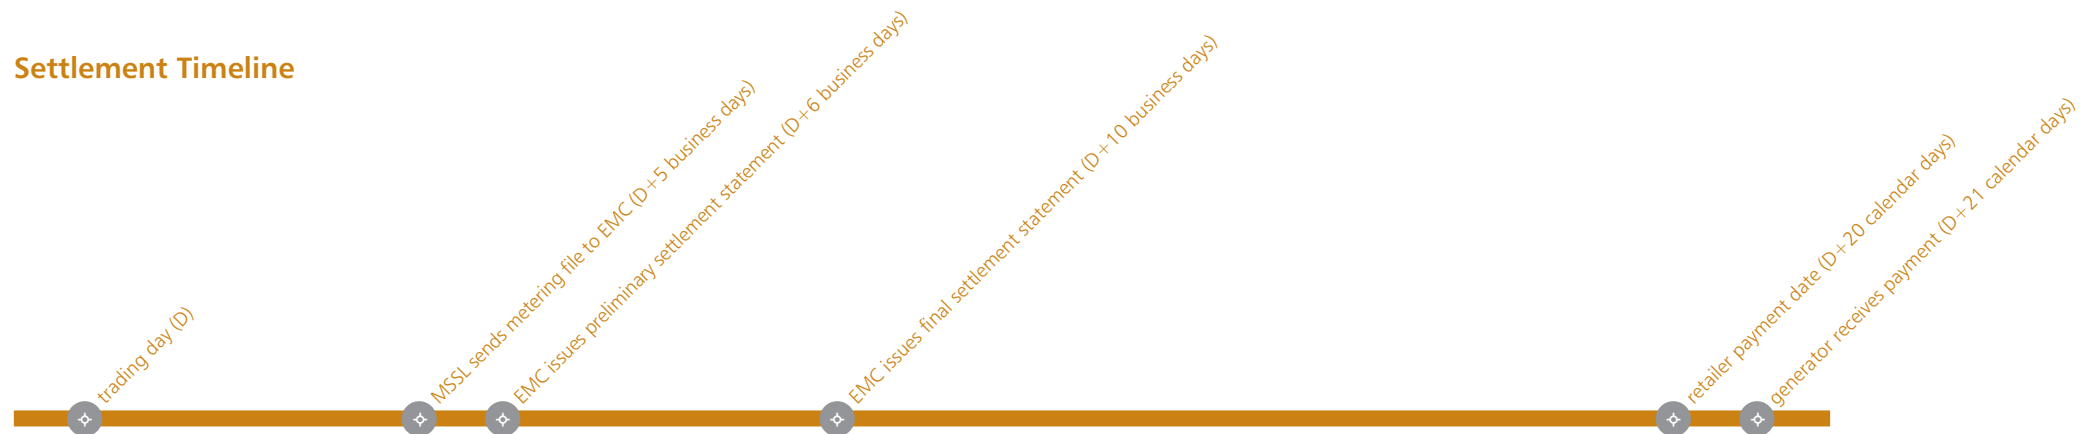 Settlement Timeline
trading day (D)
MSSL sends metering file to EMC (D+5 business days)
EMC issues preliminary settlement statement (D+6 business days)
EMC issues final settlement statement (D+10 business days)
retailer payment date (D+20 calendar days)
generator receives payment (D+21 calendar days)